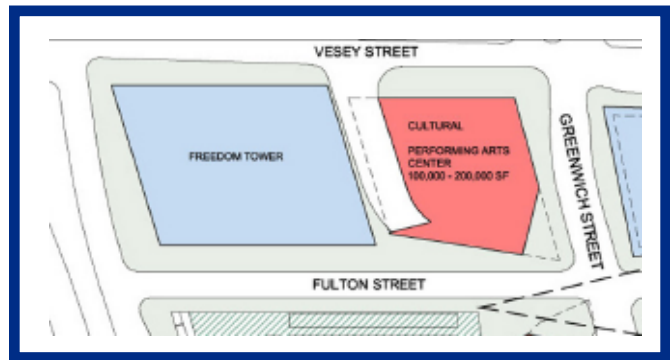 VESEY STREET
FREEDOM TOWER
CULTURAL
PERFORMING ARTS
CENTER
100,000 - 200,000 SF
GREENWICH STREET
FULTON STREET